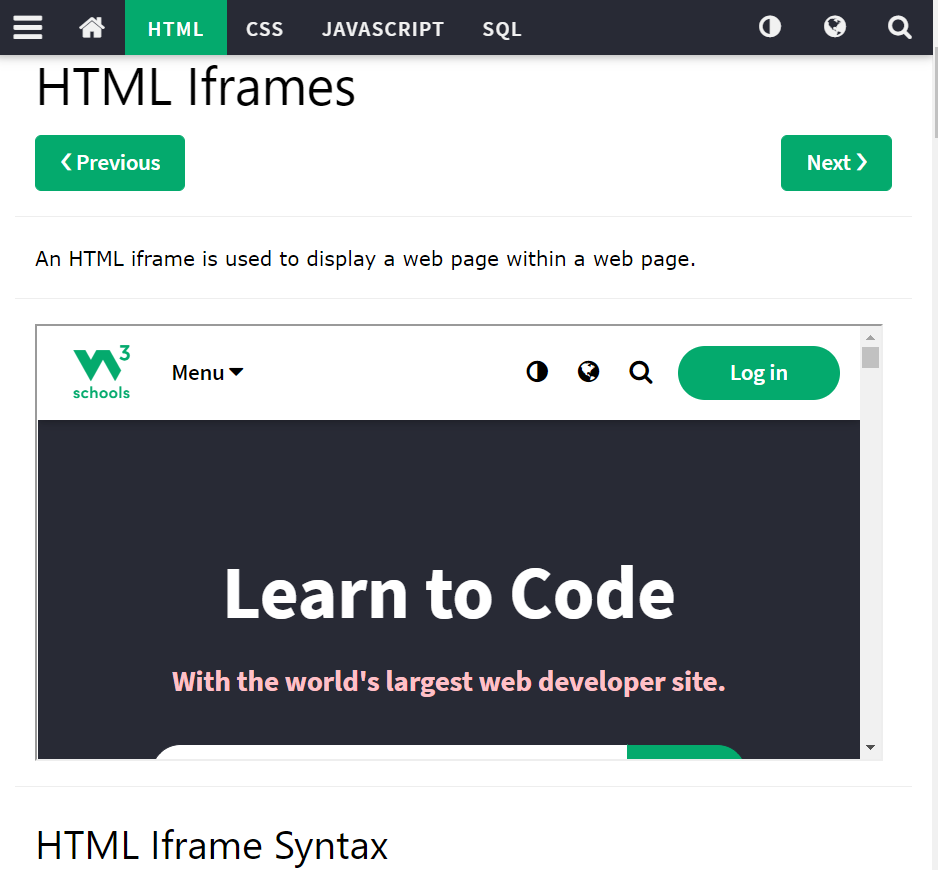 HTML CSS JAVASCRIPT SQL
HTML Iframes
❮ Previous Next ❯
An HTML iframe is used to display a web page within a web page.
W3
schools
Menu Log in
Learn to Code
With the world's largest web developer site.
HTML Iframe Syntax